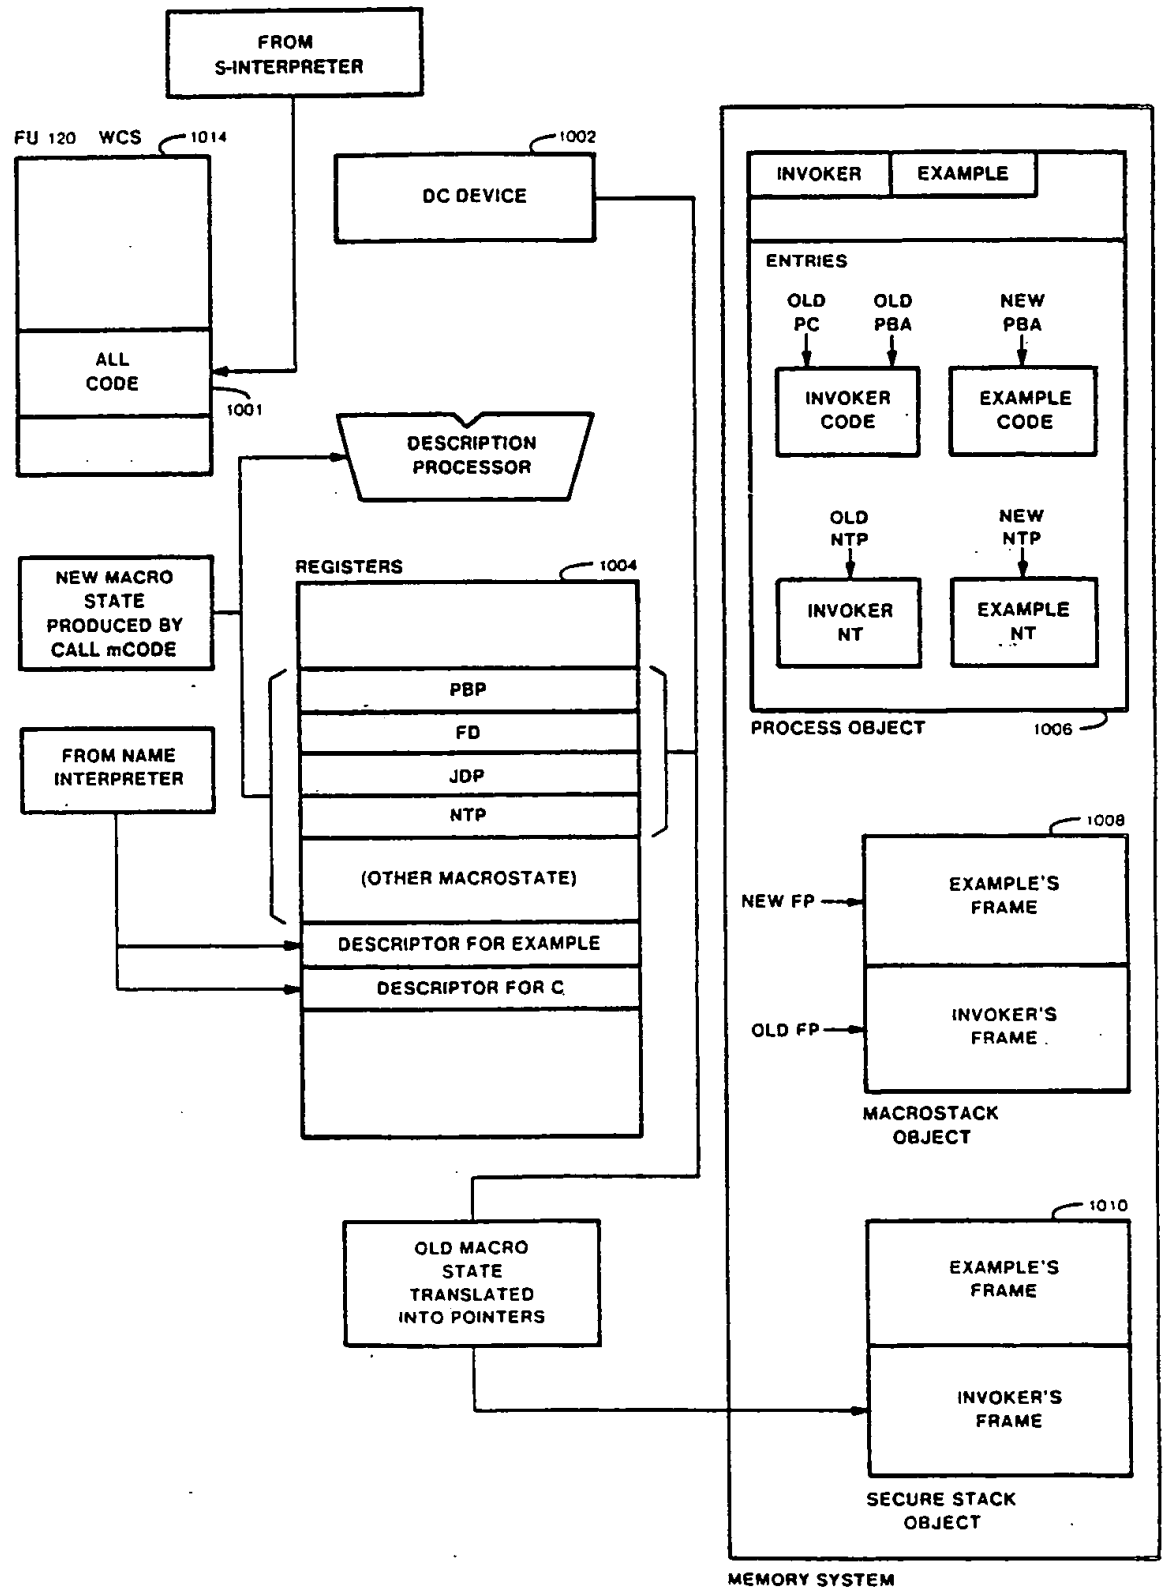 FROM
S-INTERPRETER
FU 120 WCS
1014
1002
DC DEVICE
ALL
CODE
1001
DESCRIPTION
PROCESSOR
NEW MACRO
STATE
PRODUCED BY
CALL mCODE
REGISTERS
1004
PBP
FD
JDP
NTP
(OTHER MACROSTATE)
DESCRIPTOR FOR EXAMPLE
DESCRIPTOR FOR C
FROM NAME
INTERPRETER
OLD MACRO
STATE
TRANSLATED
INTO POINTERS
INVOKER
EXAMPLE
ENTRIES
OLD
PC
OLD
PBA
NEW
PBA
INVOKER
CODE
EXAMPLE
CODE
OLD
NTP
NEW
NTP
INVOKER
NT
EXAMPLE
NT
PROCESS OBJECT
1006
1008
NEW FP
EXAMPLE'S
FRAME
OLD FP
INVOKER'S
FRAME
MACROSTACK
OBJECT
1010
EXAMPLE'S
FRAME
INVOKER'S
FRAME
SECURE STACK
OBJECT
MEMORY SYSTEM